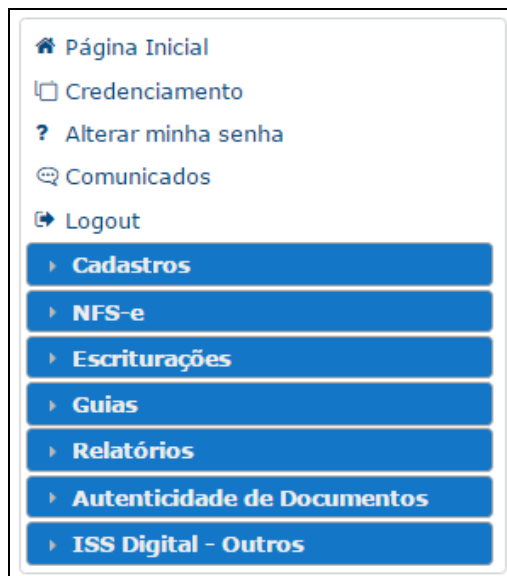 Página Inicial
Credenciamento
? Alterar minha senha
Comunicados
Logout
Cadastros
NFS-e
Escriturações
Guias
Relatórios
Autenticidade de Documentos
ISS Digital - Outros